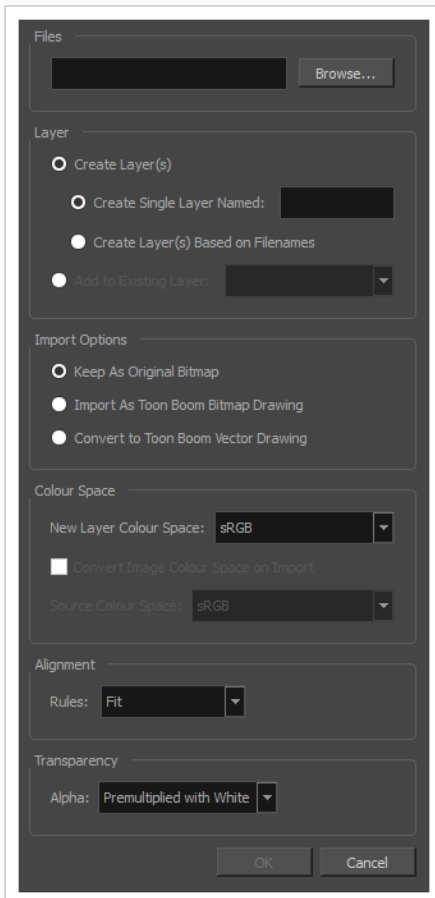 Files
Browse...
Layer
Create Layer(s)
Create Single Layer Named:
Create Layer(s) Based on Filenames
Add to Existing Layer:
Import Options
Keep As Original Bitmap
Import As Toon Boom Bitmap Drawing
Convert to Toon Boom Vector Drawing
Colour Space
New Layer Colour Space: sRGB
Convert Image Colour Space on Import
Source Colour Space: sRGB
Alignment
Rules: Fit
Transparency
Alpha: Premultiplied with White
OK Cancel